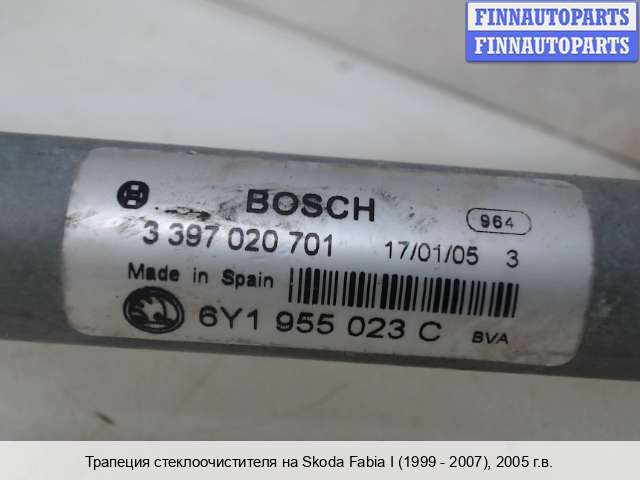 FINNAUTOPARTS
FINNAUTOPARTS
BOSCH
964
3 397 020 701 17/01/05 3
Made in Spain
6Y1 955 023 C BVA
Трапеция стеклоочистителя на Skoda Fabia I (1999 - 2007), 2005 г.в.